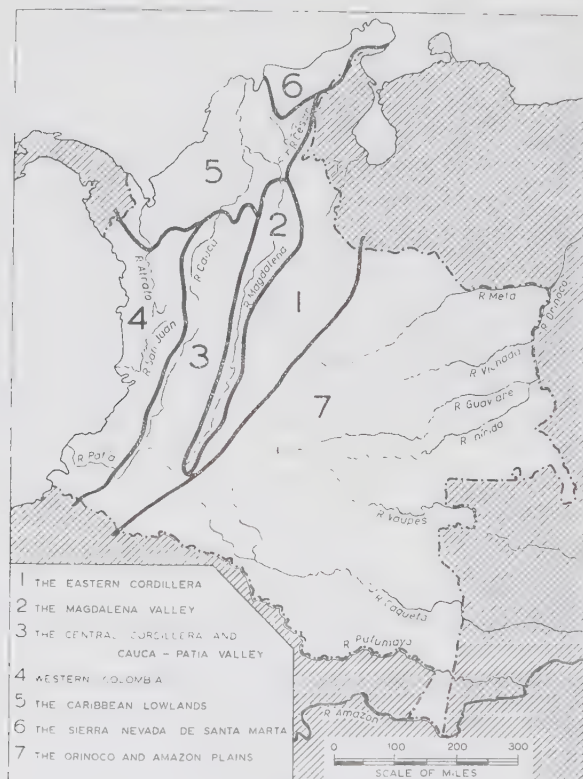 6
R. Cesar
5
2
R. Atrato
R. Cauca
R. Magdalena
1
R. Meta
R. Orinoco
4
R. San Juan
3
R. Vichada
7
R. Guaviare
R. Inirida
R. Patia
R. Vaupes
R. Caqueta
R. Putumayo
R. Amazon
1 THE EASTERN CORDILLERA
2 THE MAGDALENA VALLEY
3 THE CENTRAL CORDILLERA AND
CAUCA – PATIA VALLEY
4 WESTERN COLOMBIA
5 THE CARIBBEAN LOWLANDS
6 THE SIERRA NEVADA DE SANTA MARTA
7 THE ORINOCO AND AMAZON PLAINS
0 100 200 300
SCALE OF MILES